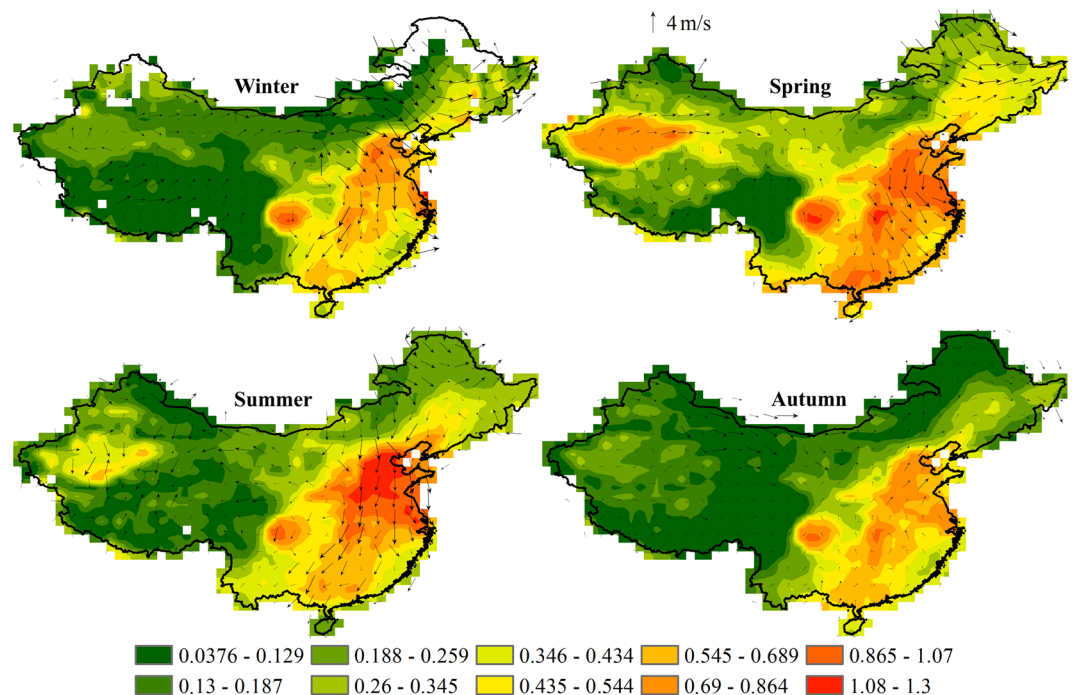 4 m/s
Winter
Spring
Summer
Autumn
0.0376 - 0.129 0.188 - 0.259 0.346 - 0.434 0.545 - 0.689 0.865 - 1.07
0.13 - 0.187 0.26 - 0.345 0.435 - 0.544 0.69 - 0.864 1.08 - 1.3